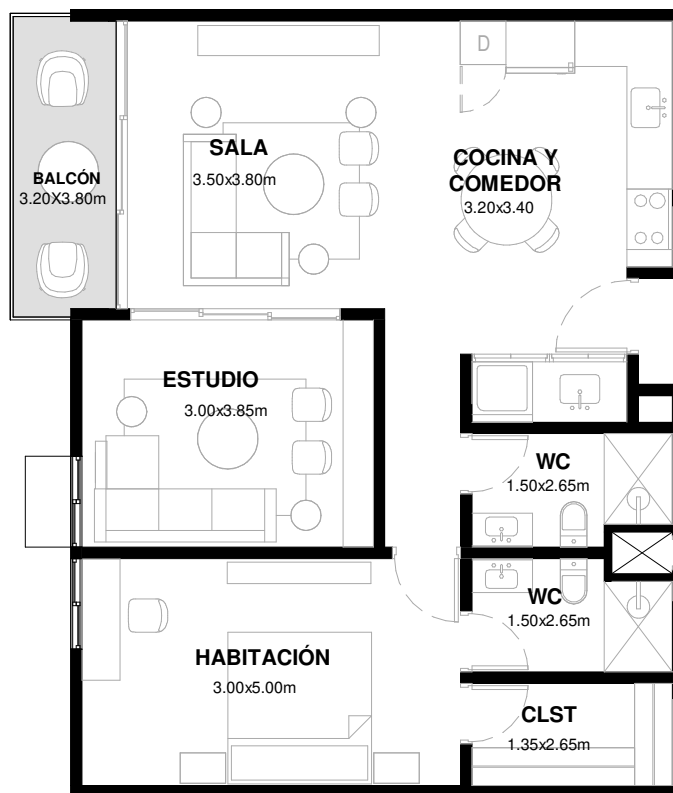 D
SALA
3.50x3.80m
COCINA Y
COMEDOR
3.20x3.40
BALCÓN
3.20X3.80m
ESTUDIO
3.00x3.85m
WC
1.50x2.65m
WC
1.50x2.65m
HABITACIÓN
3.00x5.00m
CLST
1.35x2.65m